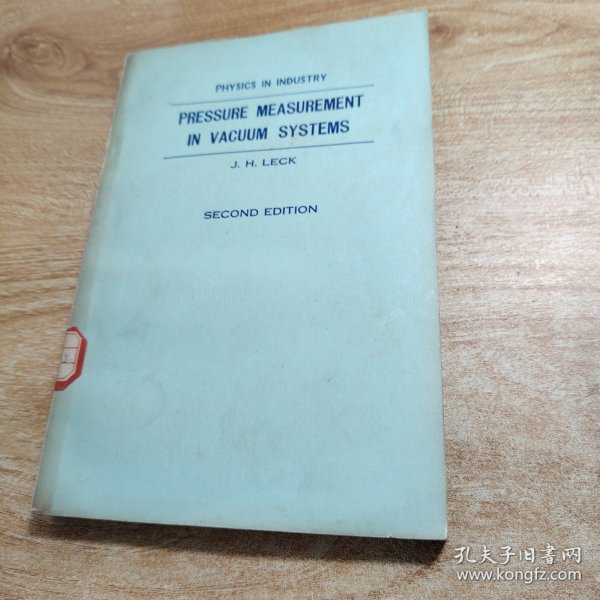 PHYSICS IN INDUSTRY
PRESSURE MEASUREMENT
IN VACUUM SYSTEMS
J. H. LECK
SECOND EDITION
孔夫子旧书网
www.kongfz.com